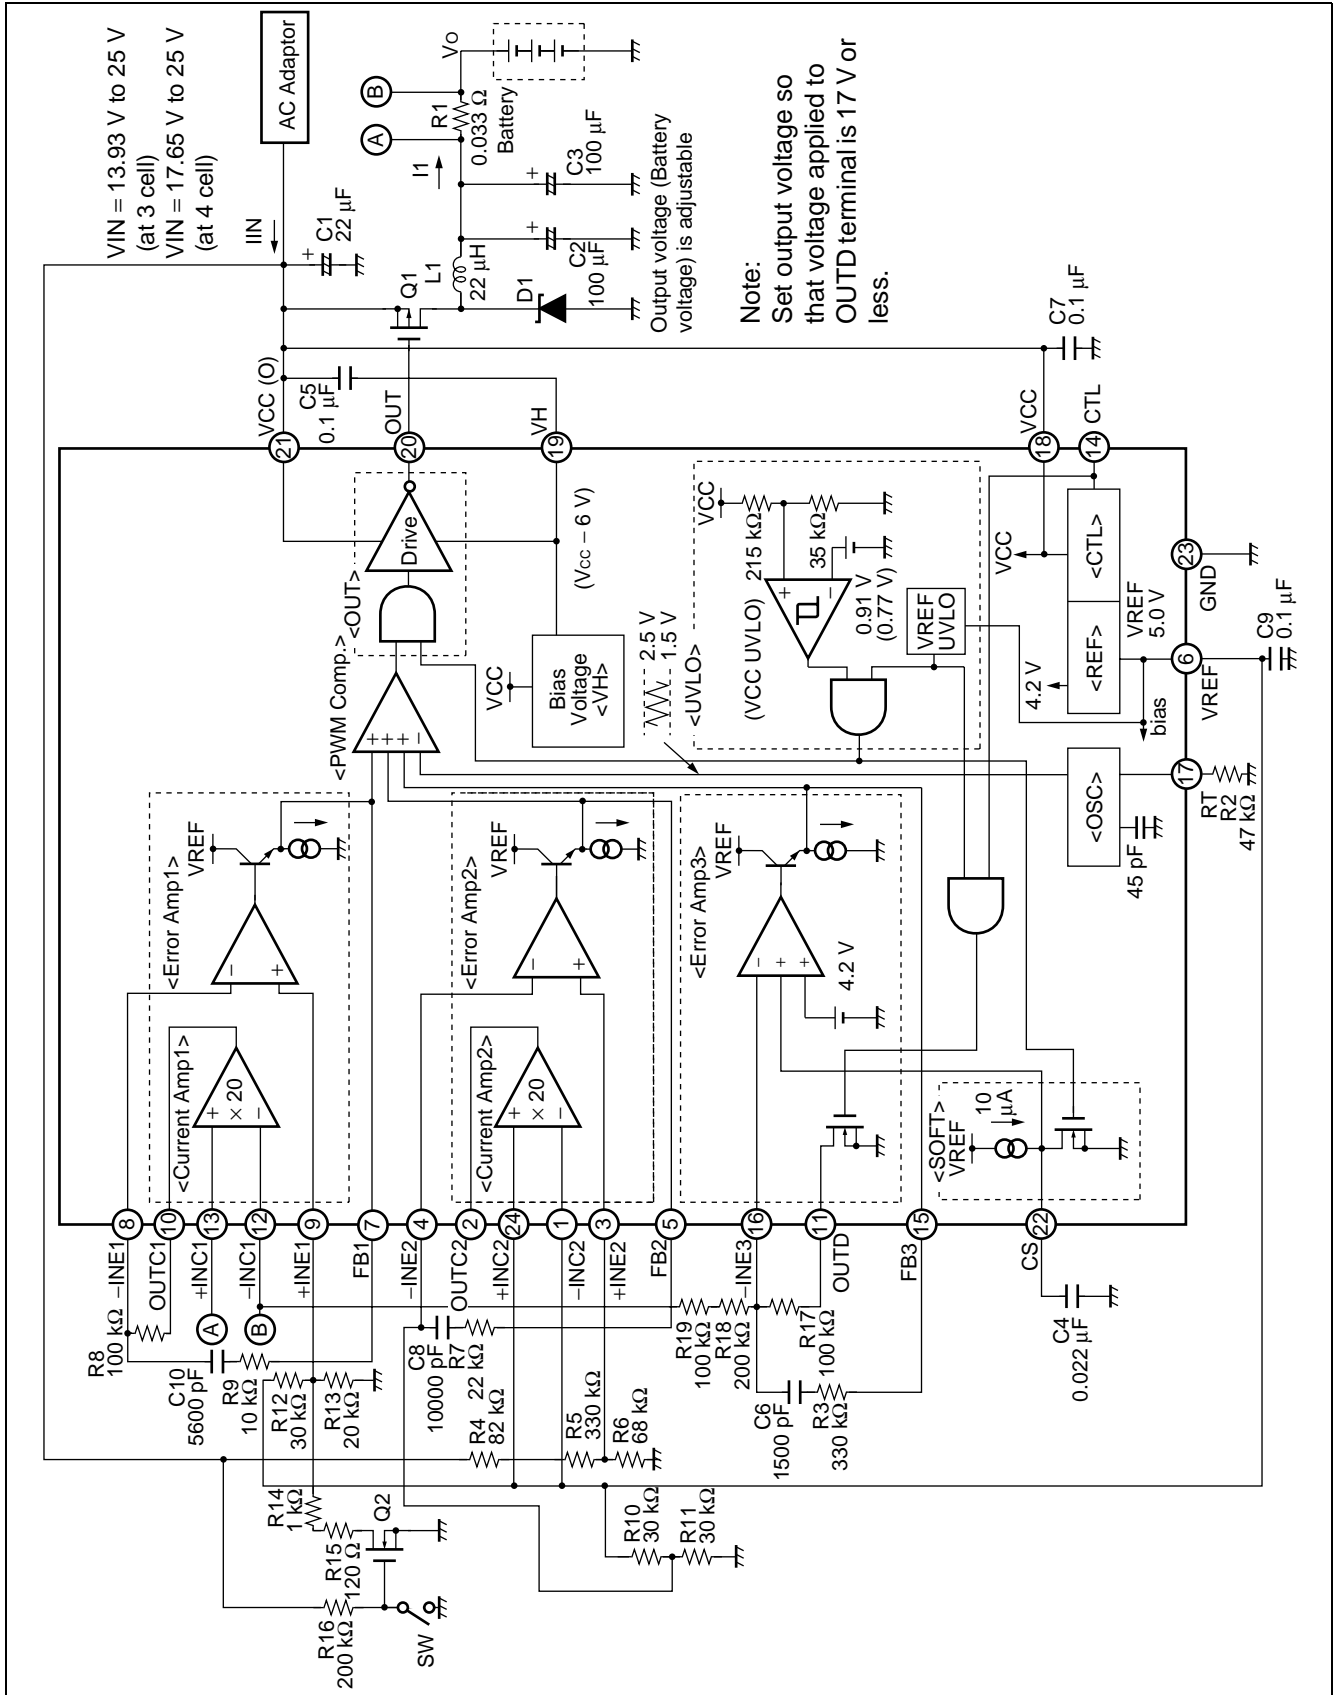 VIN = 13.93 V to 25 V
(at 3 cell)
VIN = 17.65 V to 25 V
(at 4 cell)
AC Adaptor
IIN
C1
22 μF
VO
A
B
I1
R1
0.033 Ω
Battery
Q1
L1
22 μH
D1
C2
100 μF
C3
100 μF
Output voltage (Battery
voltage) is adjustable
Note:
Set output voltage so
that voltage applied to
OUTD terminal is 17 V or
less.
C7
0.1 μF
VCC (O)
C5
0.1 μF
OUT
VH
VCC
CTL
21
20
19
18
14
<OUT>
Drive
(VCC – 6 V)
<PWM Comp.>
+
+
+
–
VCC
Bias
Voltage
<VH>
2.5 V
1.5 V
<UVLO>
(VCC UVLO)
VCC
215 kΩ
35 kΩ
+
–
0.91 V
(0.77 V)
VREF
UVLO
VCC
<CTL>
4.2 V
<REF>
VREF
5.0 V
bias
<OSC>
45 pF
23
GND
6
VREF
C9
0.1 μF
17
RT
R2
47 kΩ
<Error Amp1>
VREF
–
+
<Current Amp1>
+
× 20
–
<Error Amp2>
VREF
–
+
<Current Amp2>
+
× 20
–
<Error Amp3>
VREF
–
+
+
4.2 V
<SOFT>
VREF
10
μA
8
10
13
12
9
7
4
2
24
1
3
5
16
11
15
22
–INE1
OUTC1
+INC1
–INC1
+INE1
FB1
–INE2
OUTC2
+INC2
–INC2
+INE2
FB2
–INE3
OUTD
FB3
CS
A
B
R8
100 kΩ
C10
5600 pF
R9
10 kΩ
R12
30 kΩ
R13
20 kΩ
C8
10000 pF
R7
22 kΩ
R4
82 kΩ
R5
330 kΩ
R6
68 kΩ
R19
100 kΩ
R18
200 kΩ
R17
100 kΩ
C6
1500 pF
R3
330 kΩ
C4
0.022 μF
R14
1 kΩ
R15
120 Ω
Q2
R16
200 kΩ
SW
R10
30 kΩ
R11
30 kΩ